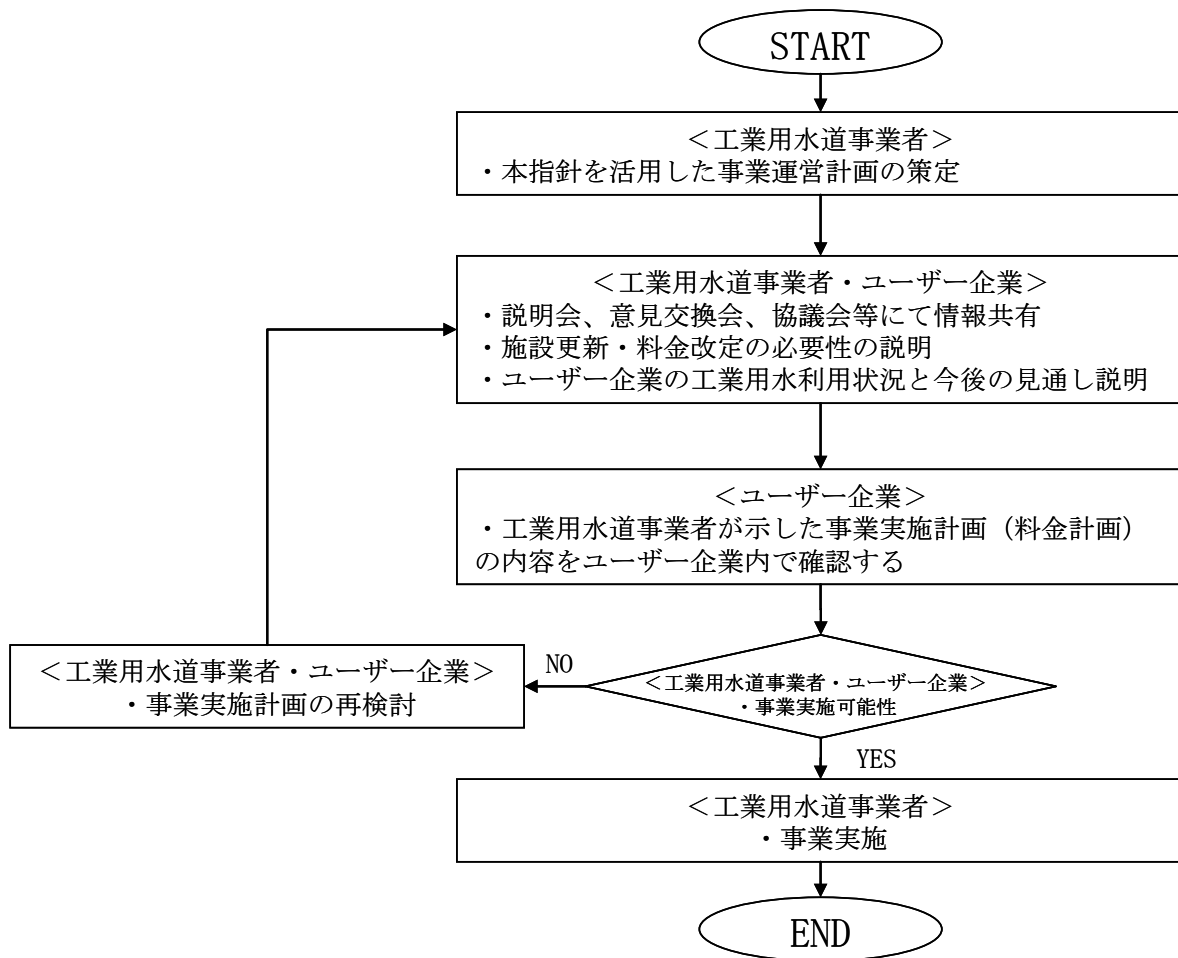 START
＜工業用水道事業者＞
・本指針を活用した事業運営計画の策定
＜工業用水道事業者・ユーザー企業＞
・説明会、意見交換会、協議会等にて情報共有
・施設更新・料金改定の必要性の説明
・ユーザー企業の工業用水利用状況と今後の見通し説明
＜ユーザー企業＞
・工業用水道事業者が示した事業実施計画（料金計画）
の内容をユーザー企業内で確認する
＜工業用水道事業者・ユーザー企業＞
・事業実施可能性
NO
＜工業用水道事業者・ユーザー企業＞
・事業実施計画の再検討
YES
＜工業用水道事業者＞
・事業実施
END